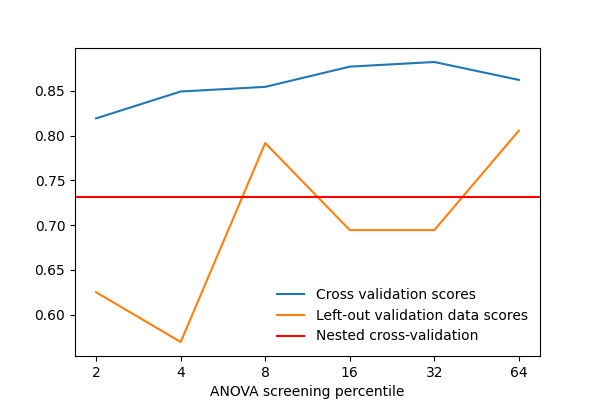 0.85
0.80
0.75
0.70
0.65
0.60
Cross validation scores
Left-out validation data scores
Nested cross-validation
2 4 8 16 32 64
ANOVA screening percentile